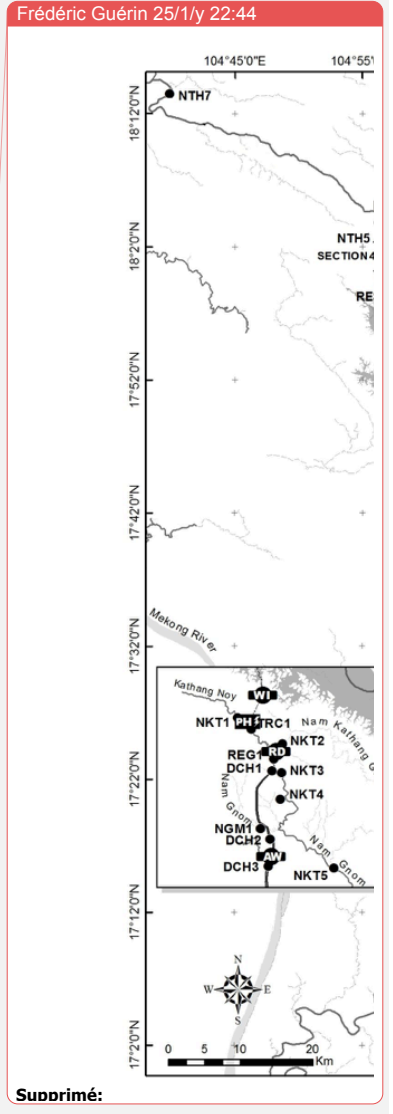 Frédéric Guérin 25/1/y 22:44
104°45'0"E 104°55'
18°12'0"N
NTH7
18°2'0"N
NTH5
SECTION4
RE
17°52'0"N
17°42'0"N
17°32'0"N
Mekong River
Kathang Noy
WI
NKT1 PH TRC1
Nam Kathang G
NKT2
REG1 RD
DCH1 NKT3
17°22'0"N
Nam Gnom
NKT4
NGM1
DCH2
Nam Gnom
AW
DCH3
NKT5
17°12'0"N
N
W E
S
0 5 10 20
Km
17°2'0"N
Supprimé: